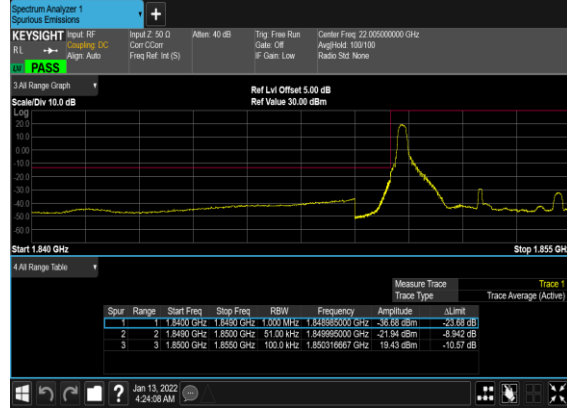 Spectrum Analyzer 1
Spurious Emissions
KEYSIGHT Input: RF Input Z: 50 Ω Atten: 40 dB Trig: Free Run Center Freq: 22.005000000 GHz
RL Coupling: DC Corr CCorr Gate: Off Avg|Hold: 100/100
Align: Auto Freq Ref: Int (S) IF Gain: Low Radio Std: None
LW PASS
3 All Range Graph
Ref Lvl Offset 5.00 dB
Scale/Div 10.0 dB Ref Value 30.00 dBm
Log
20.0
10.0
0.00
-10.0
-20.0
-30.0
-40.0
-50.0
-60.0
Start 1.840 GHz Stop 1.855 GH
4 All Range Table
Measure Trace Trace 1
Trace Type Trace Average (Active)
Spur Range Start Freq Stop Freq RBW Frequency Amplitude ΔLimit
1 1 1.8400 GHz 1.8490 GHz 1.000 MHz 1.848985000 GHz -36.68 dBm -23.68 dB
2 2 1.8490 GHz 1.8500 GHz 51.00 kHz 1.849995000 GHz -21.94 dBm -8.942 dB
3 3 1.8500 GHz 1.8550 GHz 100.0 kHz 1.850316667 GHz 19.43 dBm -10.57 dB
? Jan 13, 2022
4:24:08 AM